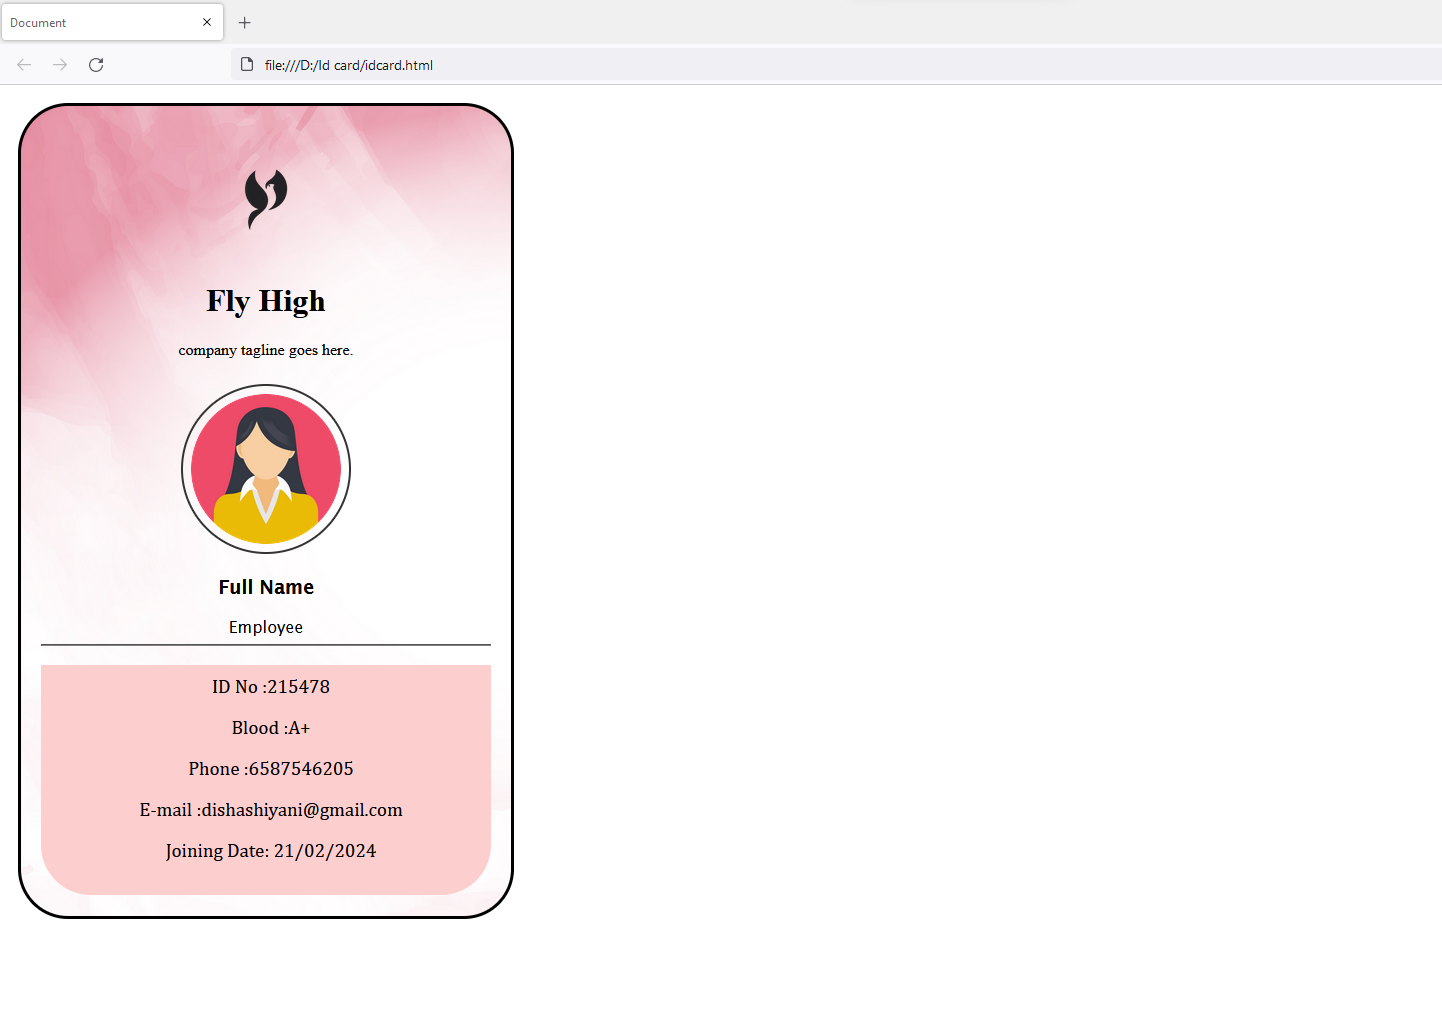 Document
file:///D:/Id card/idcard.html
Fly High
company tagline goes here.
Full Name
Employee
ID No :215478
Blood :A+
Phone :6587546205
E-mail :dishashiyani@gmail.com
Joining Date: 21/02/2024